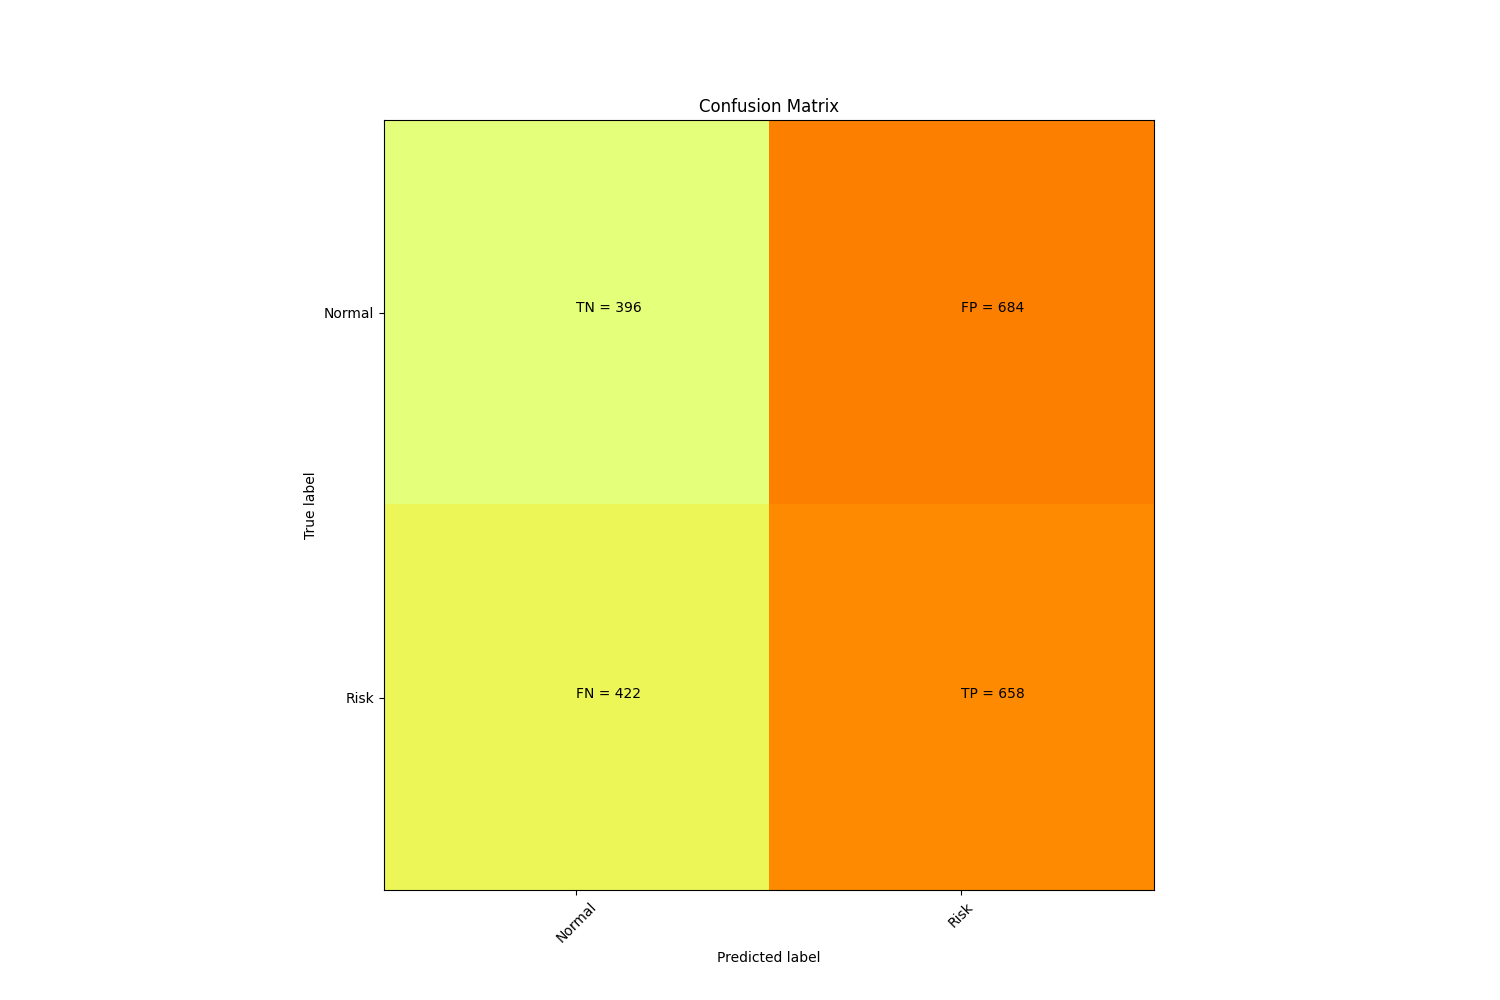 Confusion Matrix
Normal
TN = 396
FP = 684
True label
Risk
FN = 422
TP = 658
Normal
Risk
Predicted label